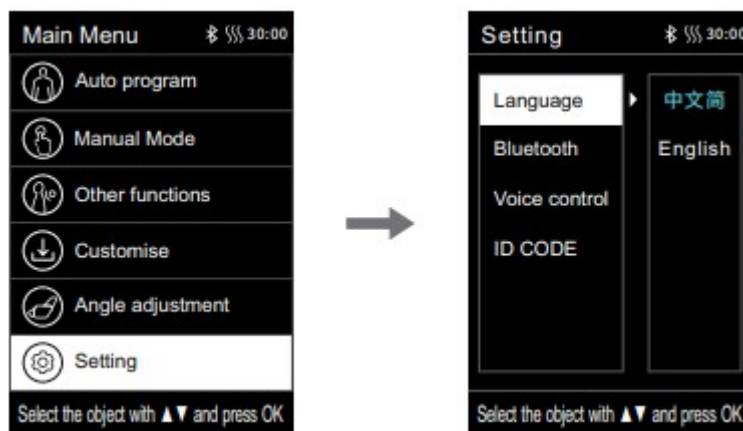 Main Menu 30:00
Auto program
Manual Mode
Other functions
Customise
Angle adjustment
Setting
Select the object with ▲▼ and press OK
Setting 30:00
Language 中文简
Bluetooth English
Voice control
ID CODE
Select the object with ▲▼ and press OK